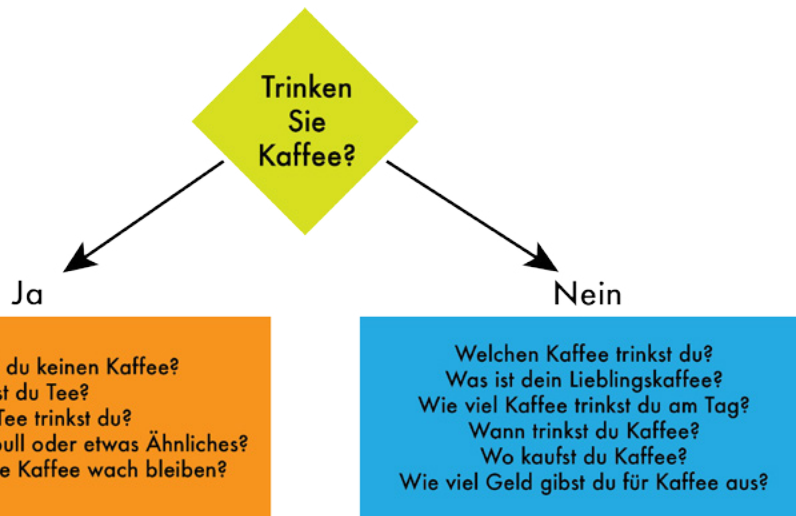 Trinken
Sie
Kaffee?
Ja
Nein
du keinen Kaffee?
du Tee?
Tee trinkst du?
oder etwas Ähnliches?
Kaffee wach bleiben?
Welchen Kaffee trinkst du?
Was ist dein Lieblingskaffee?
Wie viel Kaffee trinkst du am Tag?
Wann trinkst du Kaffee?
Wo kaufst du Kaffee?
Wie viel Geld gibst du für Kaffee aus?